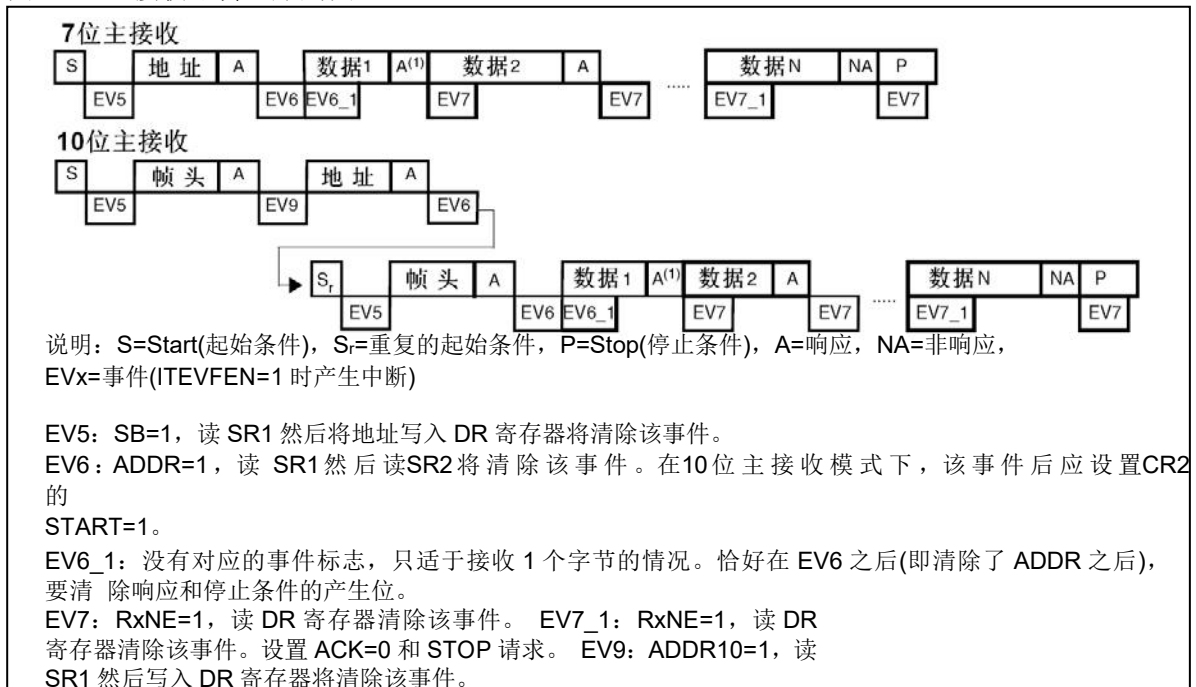 7位主接收
S 地 址 A 数据1 A(1) 数据2 A ..... 数据N NA P
EV5 EV6 EV6_1 EV7 EV7 EV7_1 EV7
10位主接收
S 帧 头 A 地 址 A
EV5 EV9 EV6
Sr 帧 头 A 数据1 A(1) 数据2 A ..... 数据N NA P
EV5 EV6 EV6_1 EV7 EV7 EV7_1 EV7
说明：S=Start(起始条件)，Sr=重复的起始条件，P=Stop(停止条件)，A=响应，NA=非响应，
EVx=事件(ITEVFEN=1 时产生中断)
EV5：SB=1，读 SR1 然后将地址写入 DR 寄存器将清除该事件。
EV6：ADDR=1，读 SR1然后读SR2将清除该事件。在10位主接收模式下，该事件后应设置CR2
的
START=1。
EV6_1：没有对应的事件标志，只适于接收 1 个字节的情况。恰好在 EV6 之后(即清除了 ADDR 之后)，
要清 除响应和停止条件的产生位。
EV7：RxNE=1，读 DR 寄存器清除该事件。 EV7_1：RxNE=1，读 DR
寄存器清除该事件。设置 ACK=0 和 STOP 请求。 EV9：ADDR10=1，读
SR1 然后写入 DR 寄存器将清除该事件。